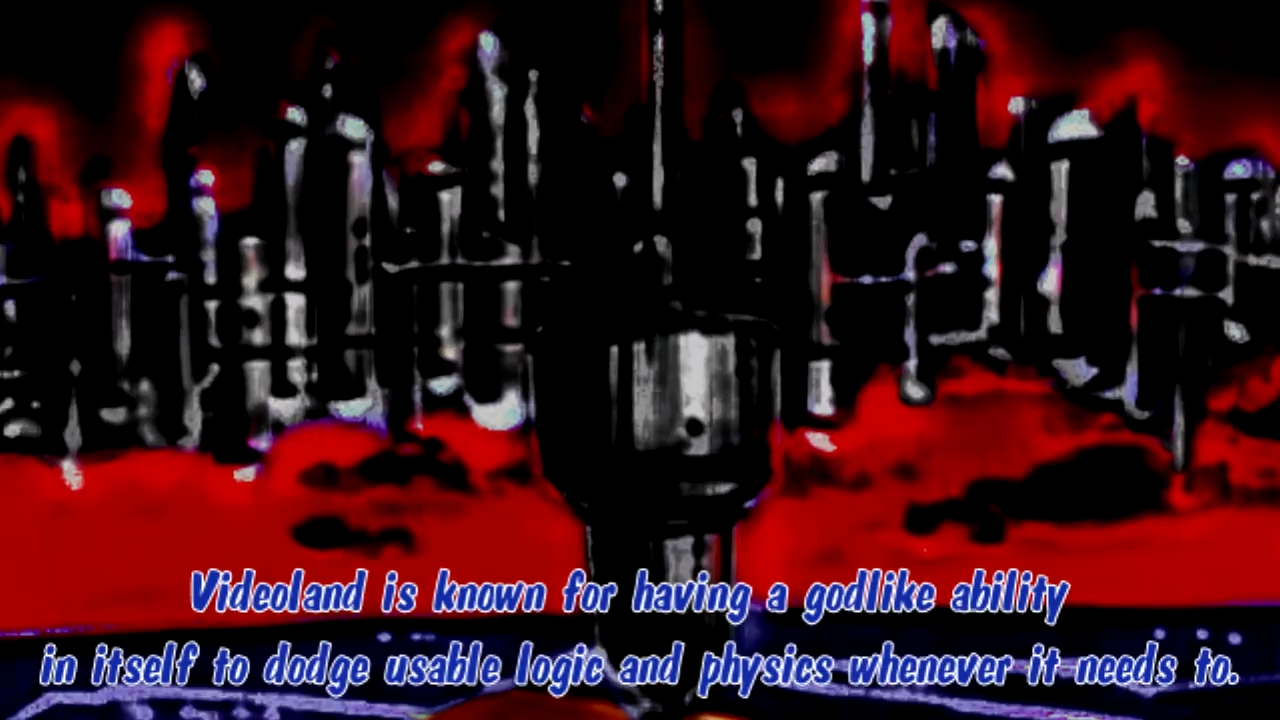 Videoland is known for having a godlike ability
in itself to dodge usable logic and physics whenever it needs to.